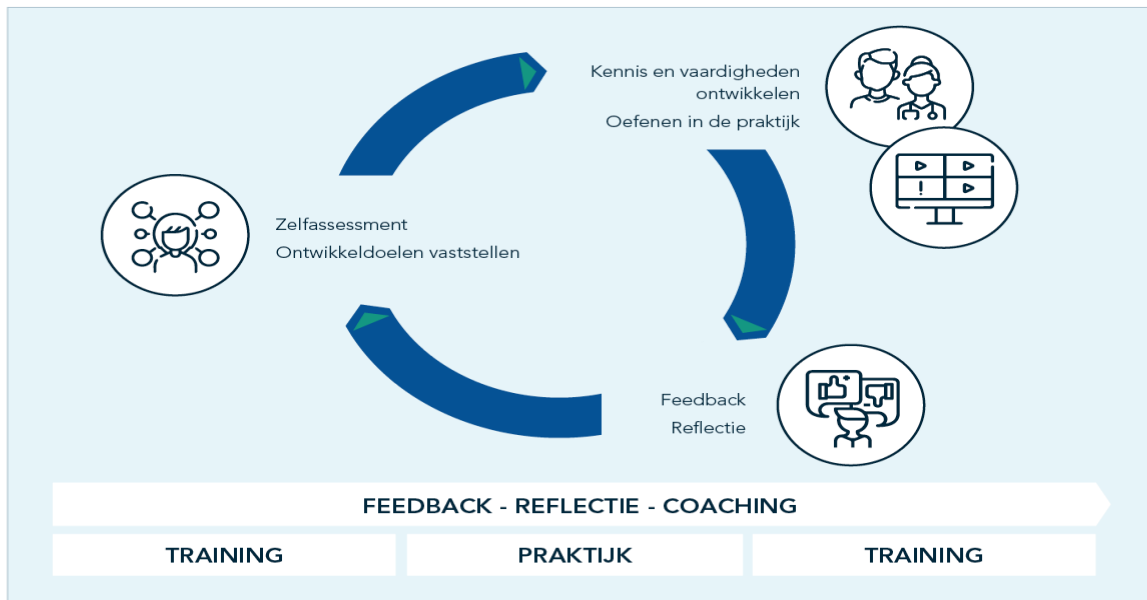 Kennis en vaardigheden
ontwikkelen
Oefenen in de praktijk
Zelfassessment
Ontwikkeldoelen vaststellen
Feedback
Reflectie
FEEDBACK - REFLECTIE - COACHING
TRAINING
PRAKTIJK
TRAINING